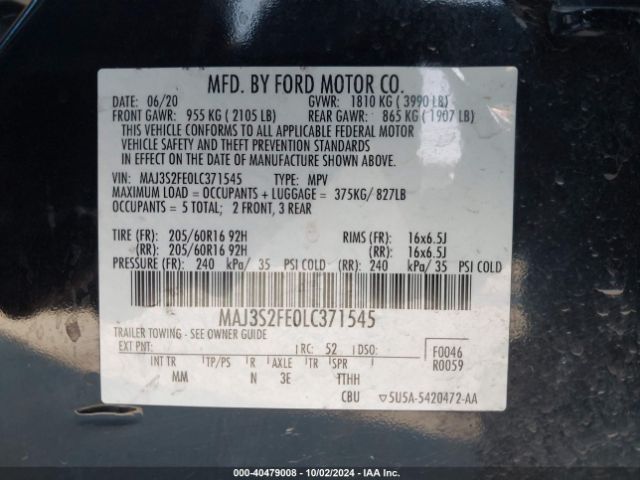 MFD. BY FORD MOTOR CO.
DATE: 06/20 GVWR: 1810 KG ( 3990 LB)
FRONT GAWR: 955 KG ( 2105 LB) REAR GAWR: 865 KG ( 1907 LB)
THIS VEHICLE CONFORMS TO ALL APPLICABLE FEDERAL MOTOR
VEHICLE SAFETY AND THEFT PREVENTION STANDARDS
IN EFFECT ON THE DATE OF MANUFACTURE SHOWN ABOVE.
VIN: MAJ3S2FE0LC371545 TYPE: MPV
MAXIMUM LOAD = OCCUPANTS + LUGGAGE = 375KG/ 827LB
OCCUPANTS = 5 TOTAL; 2 FRONT, 3 REAR
TIRE (FR): 205/60R16 92H RIMS (FR): 16x6.5J
(RR): 205/60R16 92H (RR): 16x6.5J
PRESSURE (FR): 240 kPa/ 35 PSI COLD (RR): 240 kPa/ 35 PSI COLD
MAJ3S2FE0LC371545
TRAILER TOWING - SEE OWNER GUIDE
EXT PNT: RC: 52 DSO: F0046
R0059
INT TR TP/PS R AXLE TR SPR
MM N 3E 1THH
CBU ▽5U5A-5420472-AA
000-40479008 - 10/02/2024 - IAAI.COM